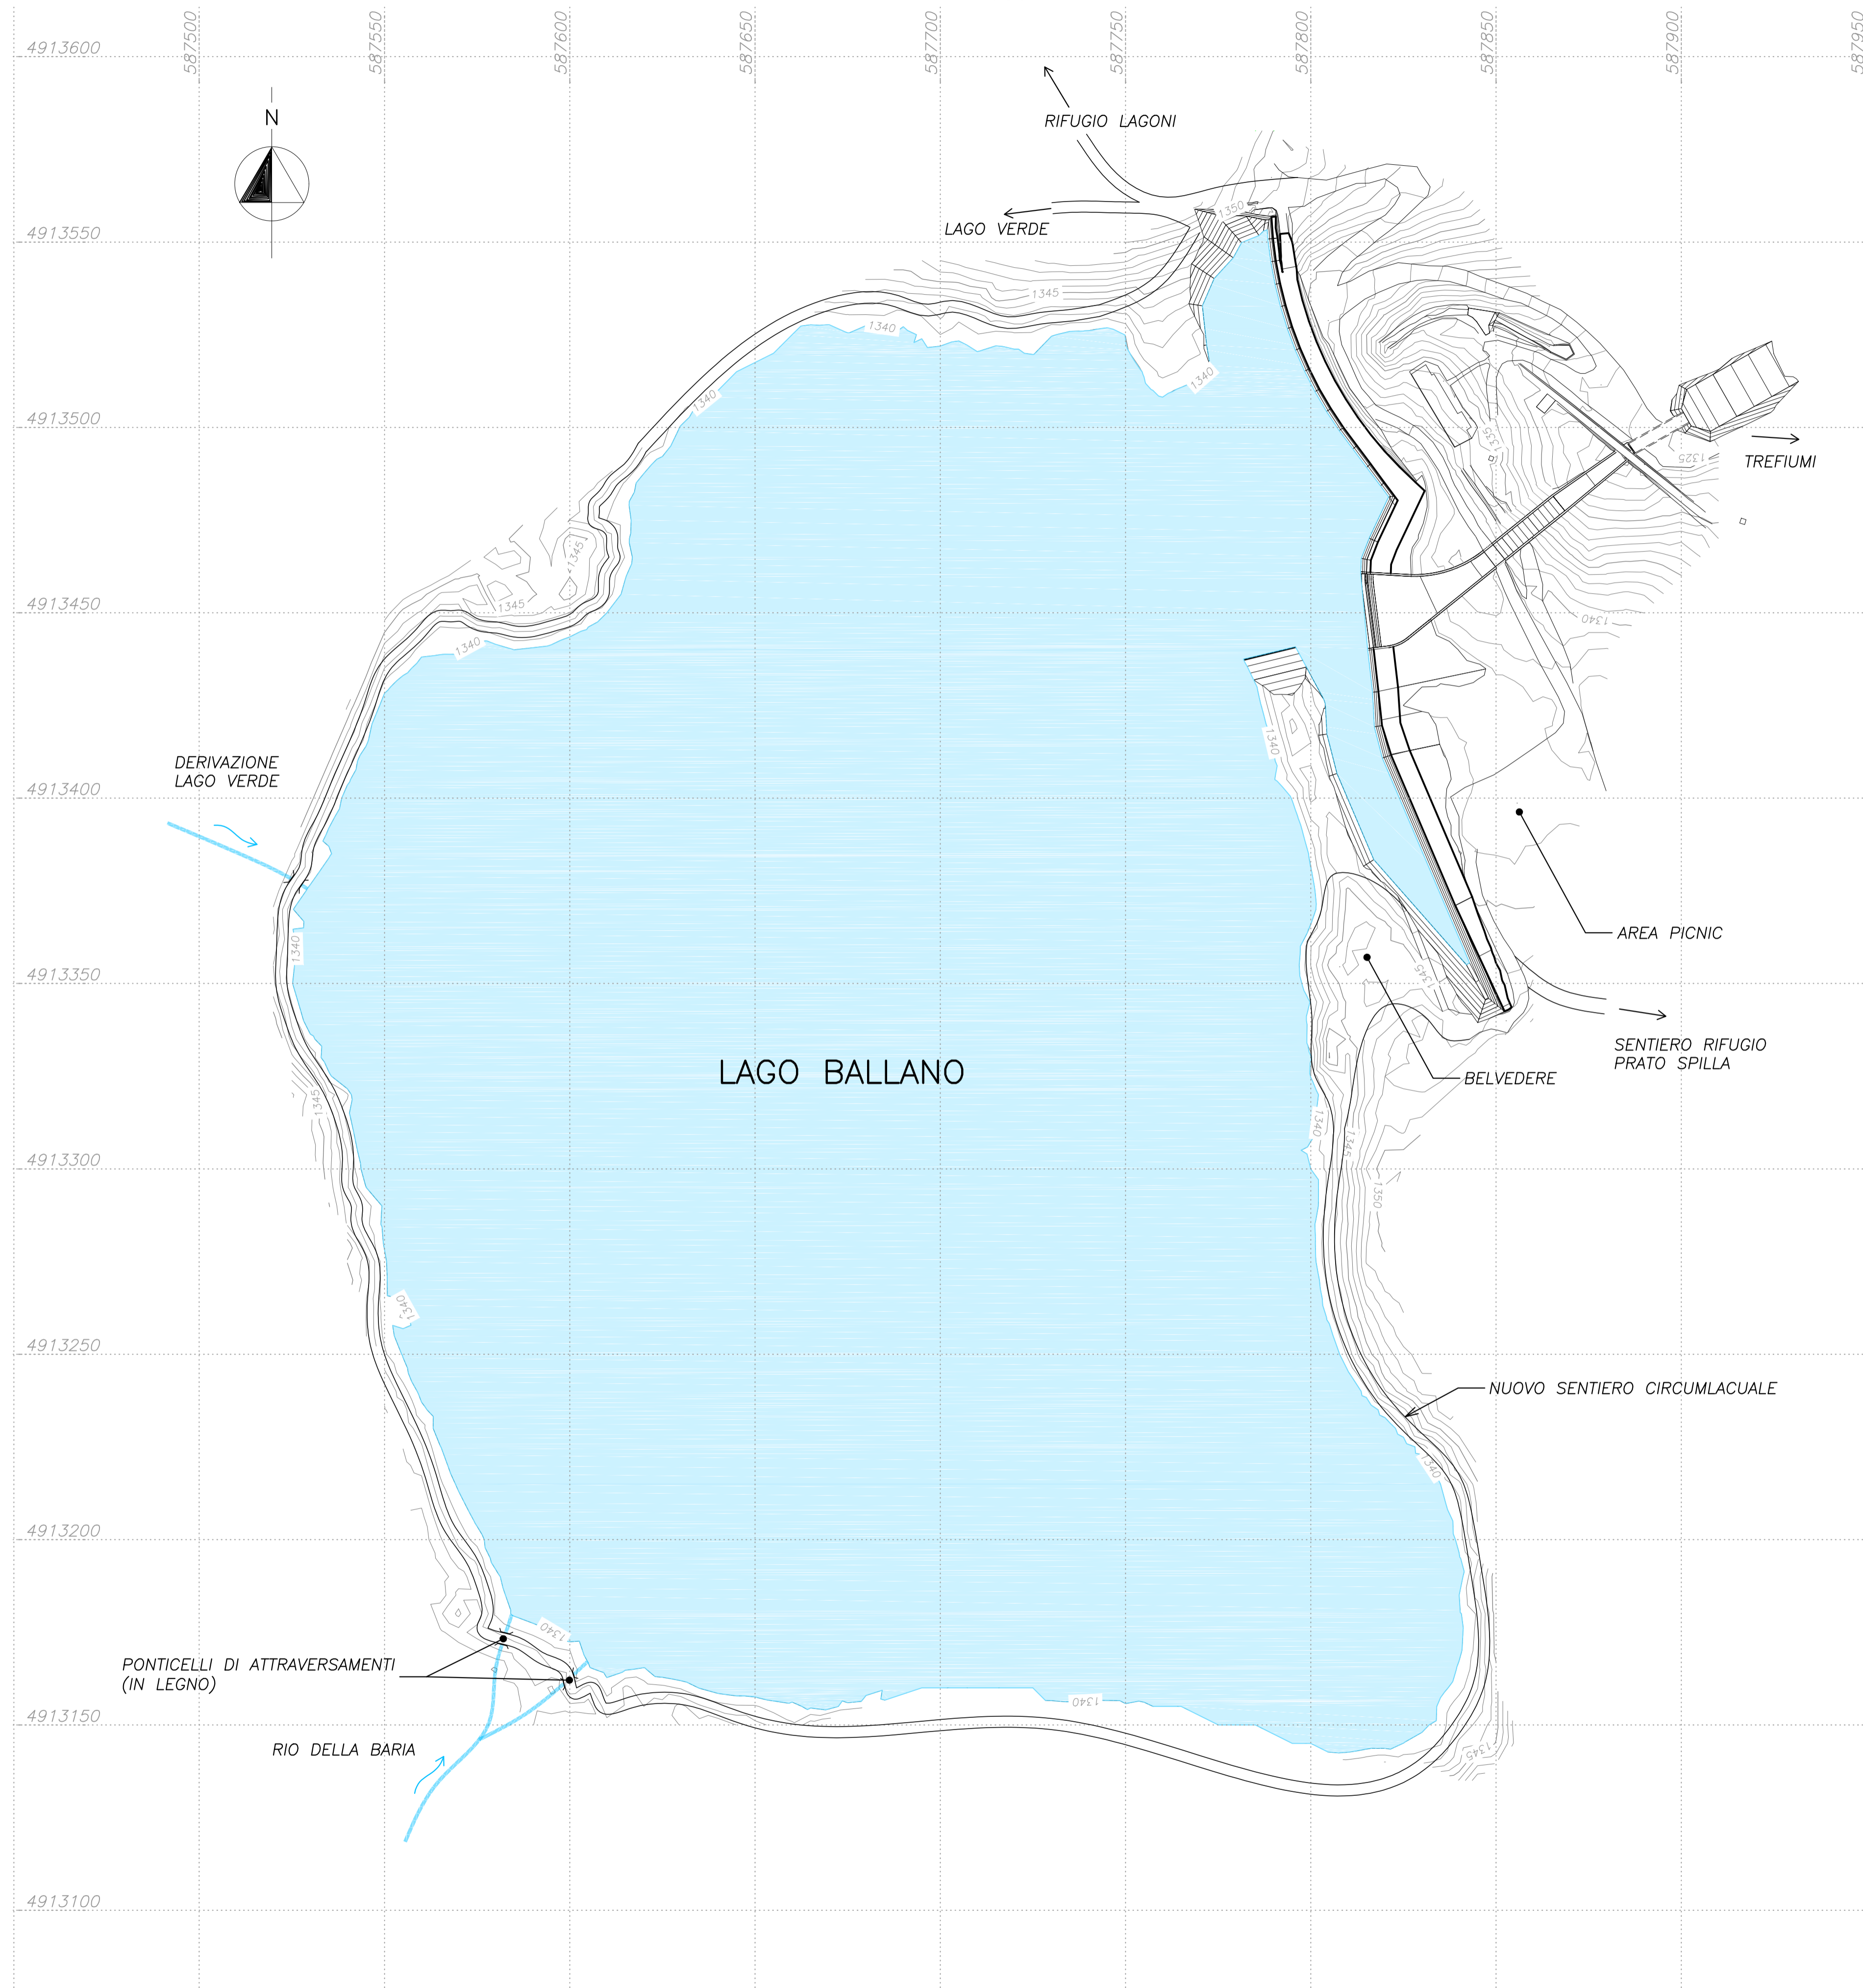 587500
587550
587600
587650
587700
587750
587800
587850
587900
587950
4913600
N
RIFUGIO LAGONI
1350
LAGO VERDE
4913550
1345
1340
1340
1340
4913500
1335
1325
TREFIUMI
1345
1345
4913450
1340
1340
1340
DERIVAZIONE
LAGO VERDE
4913400
AREA PICNIC
1340
1345
4913350
SENTIERO RIFUGIO
PRATO SPILLA
LAGO BALLANO
BELVEDERE
1345
1340
1345
4913300
1350
1340
4913250
NUOVO SENTIERO CIRCUMLACUALE
1340
4913200
1340
PONTICELLI DI ATTRAVERSAMENTI
(IN LEGNO)
1340
4913150
RIO DELLA BARIA
1345
4913100